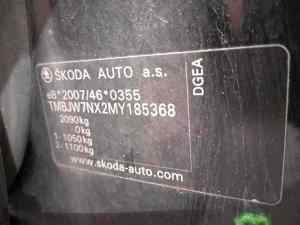 ŠKODA AUTO a.s.
e8*2007/46*0355
TMBJW7NX2MY185368
2090kg
0kg
1-1050kg
2-1100kg
www.skoda-auto.com
DGEA